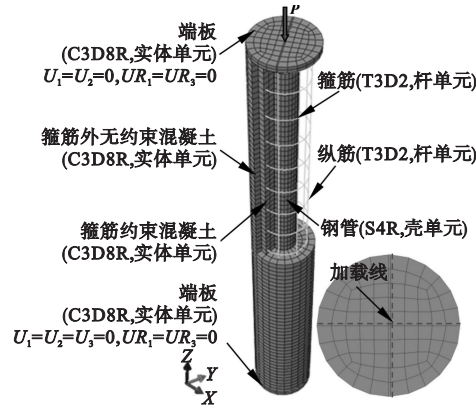 P
端板
(C3D8R,实体单元)
U₁=U₂=0,UR₁=UR₃=0
箍筋(T3D2,杆单元)
箍筋外无约束混凝土
(C3D8R,实体单元)
纵筋(T3D2,杆单元)
箍筋约束混凝土
(C3D8R,实体单元)
钢管(S4R,壳单元)
加载线
端板
(C3D8R,实体单元)
U₁=U₂=U₃=0,UR₁=UR₃=0
Z
Y
X